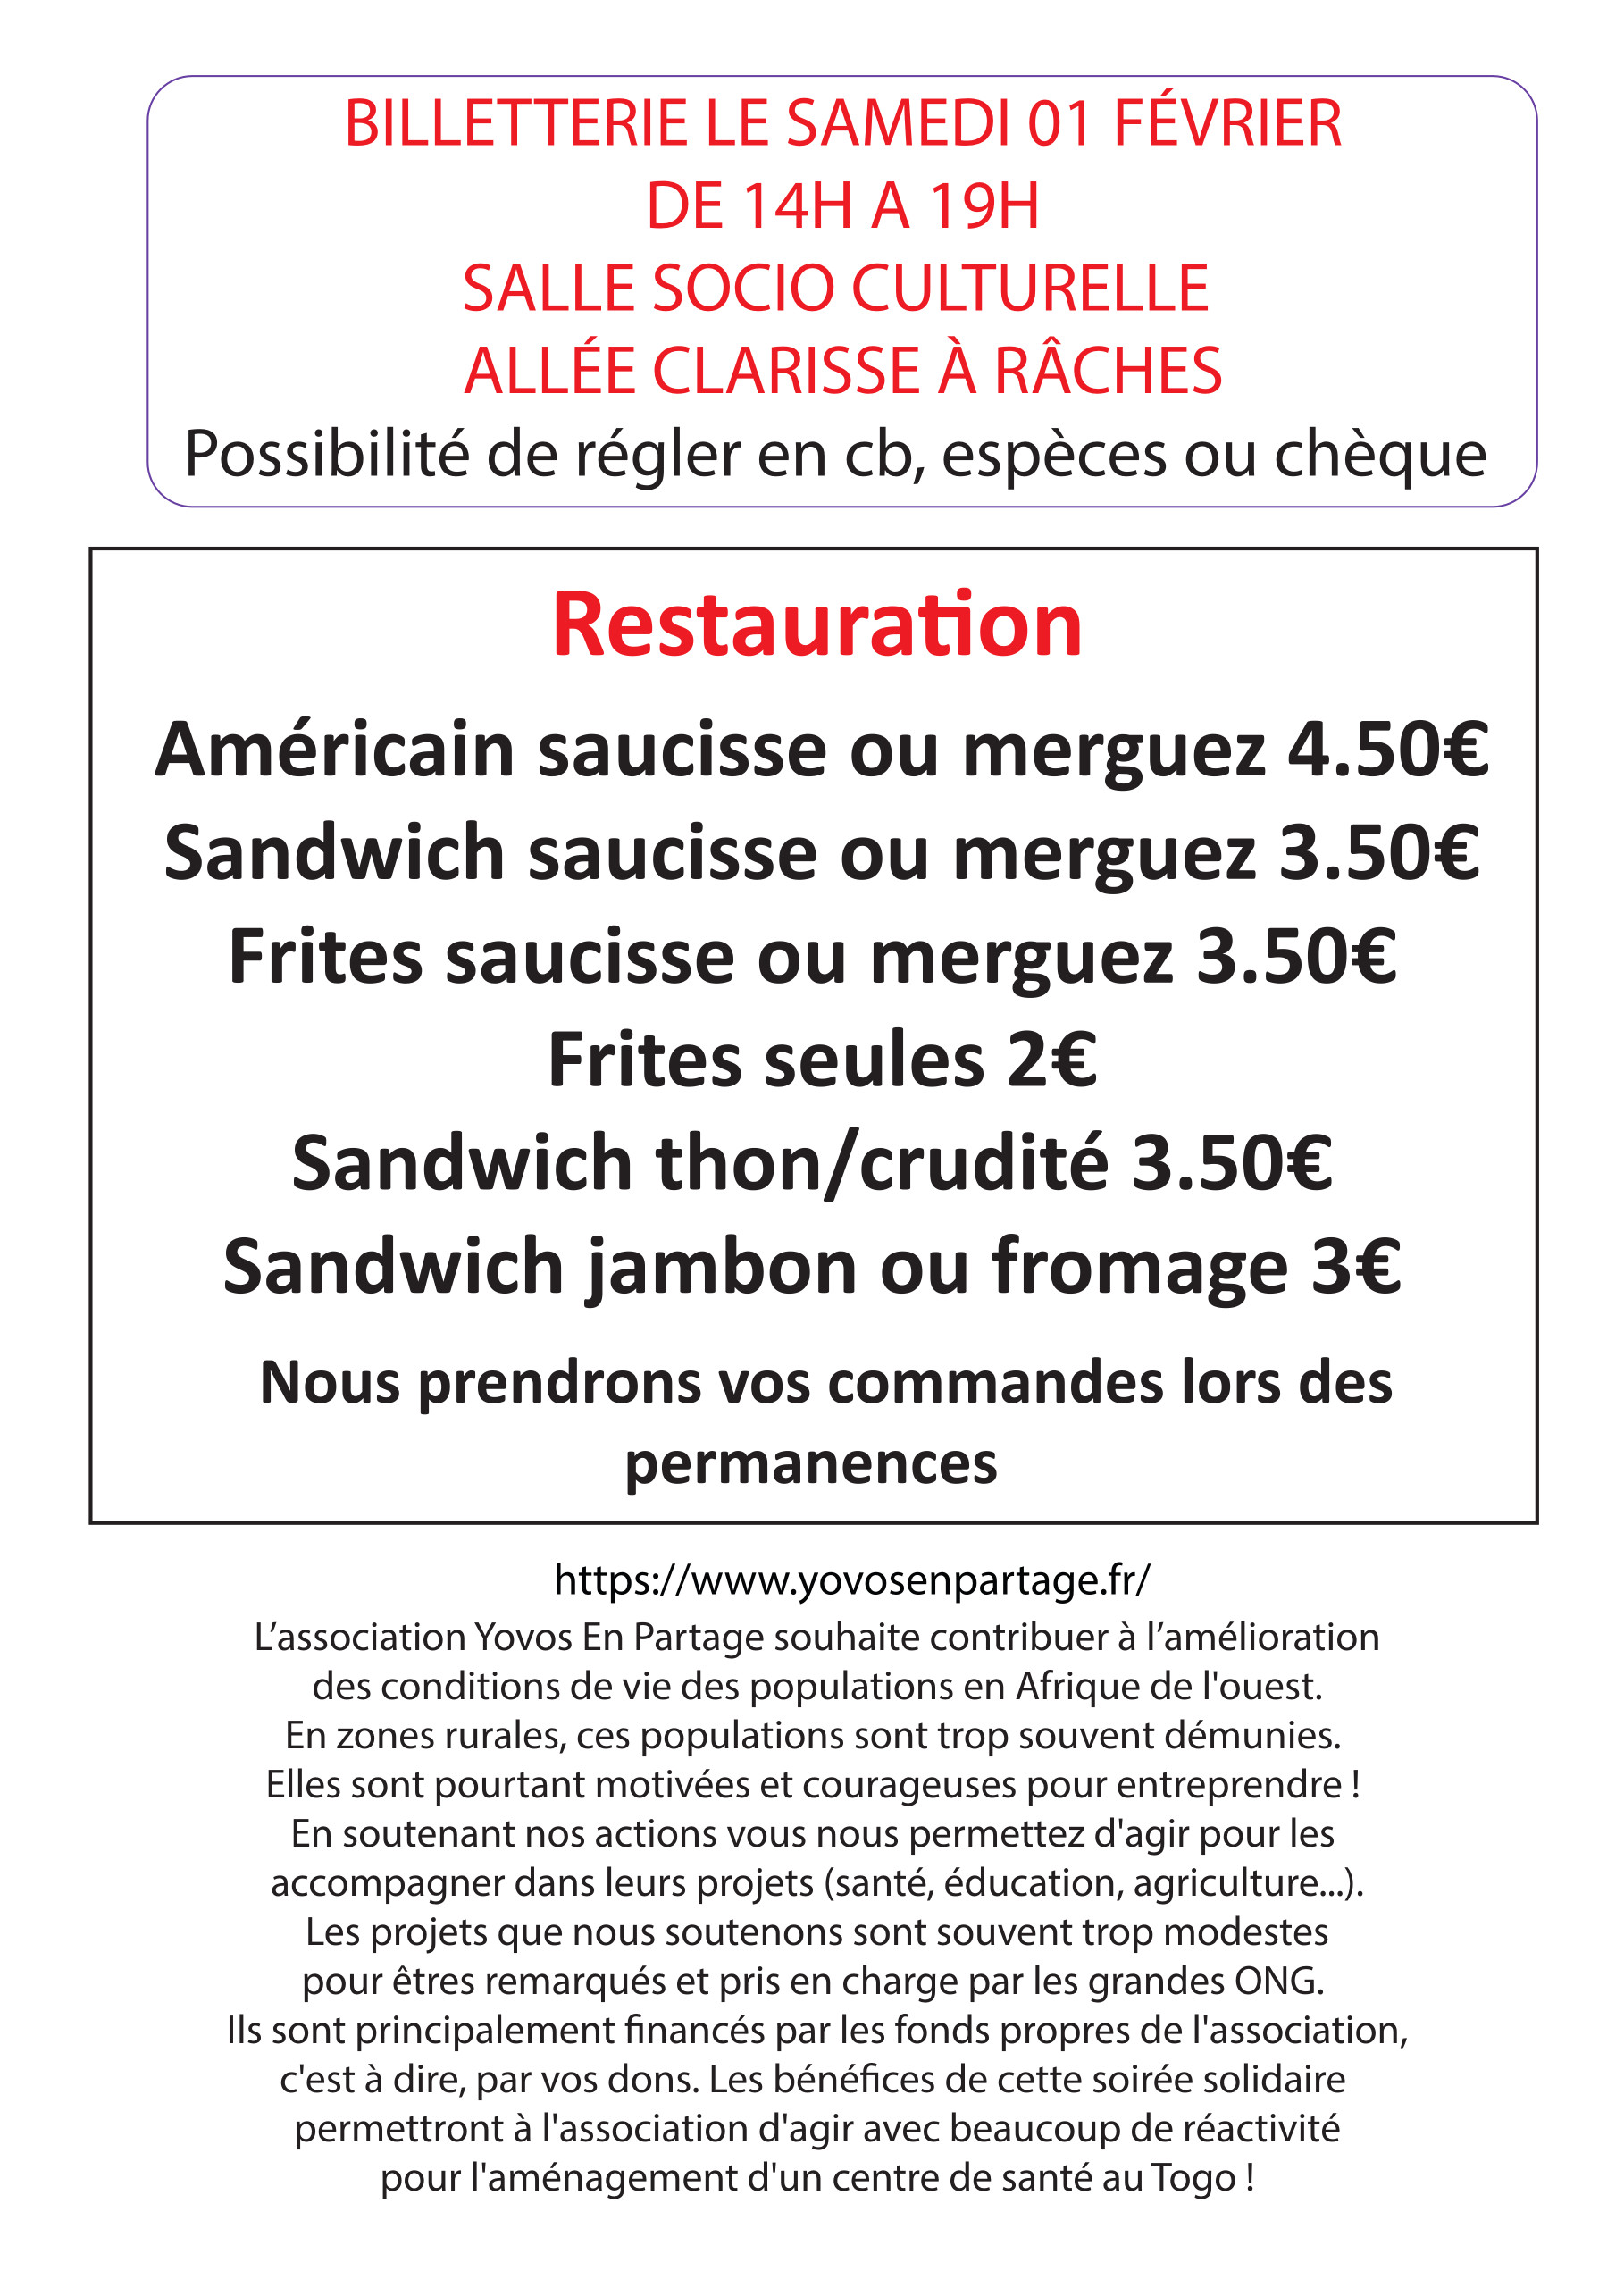 BILLETTERIE LE SAMEDI 01 FÉVRIER
DE 14H A 19H
SALLE SOCIO CULTURELLE
ALLÉE CLARISSE À RÂCHES
Possibilité de régler en cb, espèces ou chèque
Restauration
Américain saucisse ou merguez 4.50€
Sandwich saucisse ou merguez 3.50€
Frites saucisse ou merguez 3.50€
Frites seules 2€
Sandwich thon/crudité 3.50€
Sandwich jambon ou fromage 3€
Nous prendrons vos commandes lors des
permanences
https://www.yovosenpartage.fr/
L’association Yovos En Partage souhaite contribuer à l’amélioration
des conditions de vie des populations en Afrique de l'ouest.
En zones rurales, ces populations sont trop souvent démunies.
Elles sont pourtant motivées et courageuses pour entreprendre !
En soutenant nos actions vous nous permettez d'agir pour les
accompagner dans leurs projets (santé, éducation, agriculture...).
Les projets que nous soutenons sont souvent trop modestes
pour êtres remarqués et pris en charge par les grandes ONG.
Ils sont principalement financés par les fonds propres de l'association,
c'est à dire, par vos dons. Les bénéfices de cette soirée solidaire
permettront à l'association d'agir avec beaucoup de réactivité
pour l'aménagement d'un centre de santé au Togo !